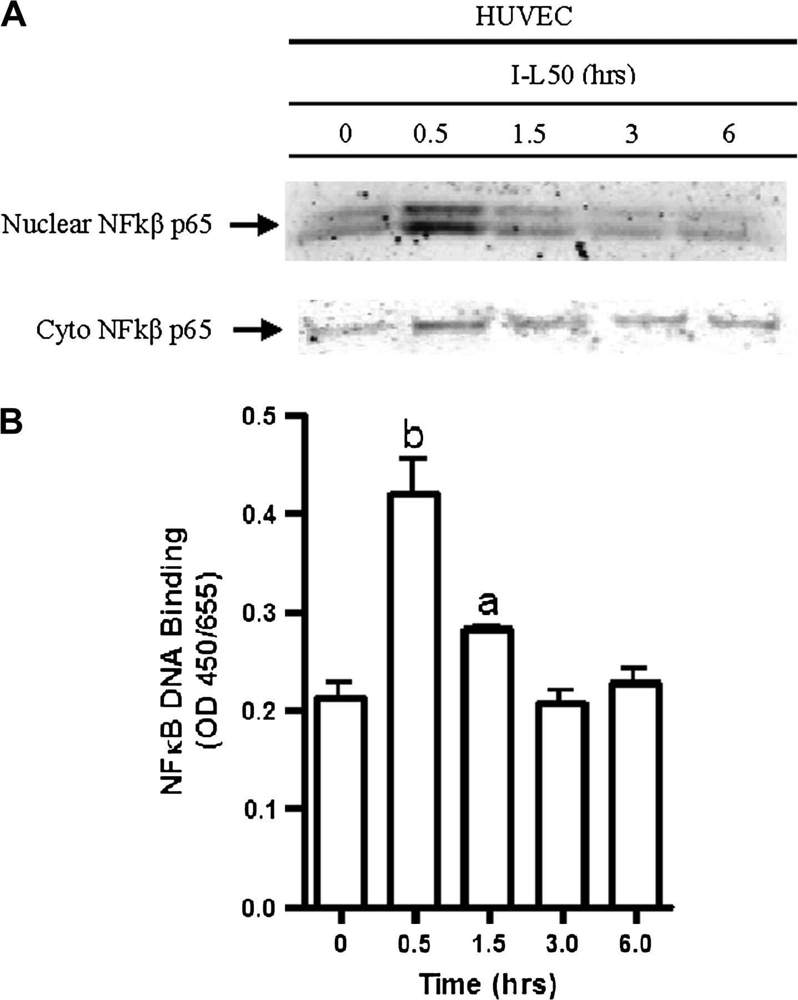 A
HUVEC
I-L50 (hrs)
0 0.5 1.5 3 6
Nuclear NFkβ p65
Cyto NFkβ p65
B
0.5
0.4
0.3
0.2
0.1
0.0
NFκB DNA Binding
(OD 450/655)
b
a
0 0.5 1.5 3.0 6.0
Time (hrs)